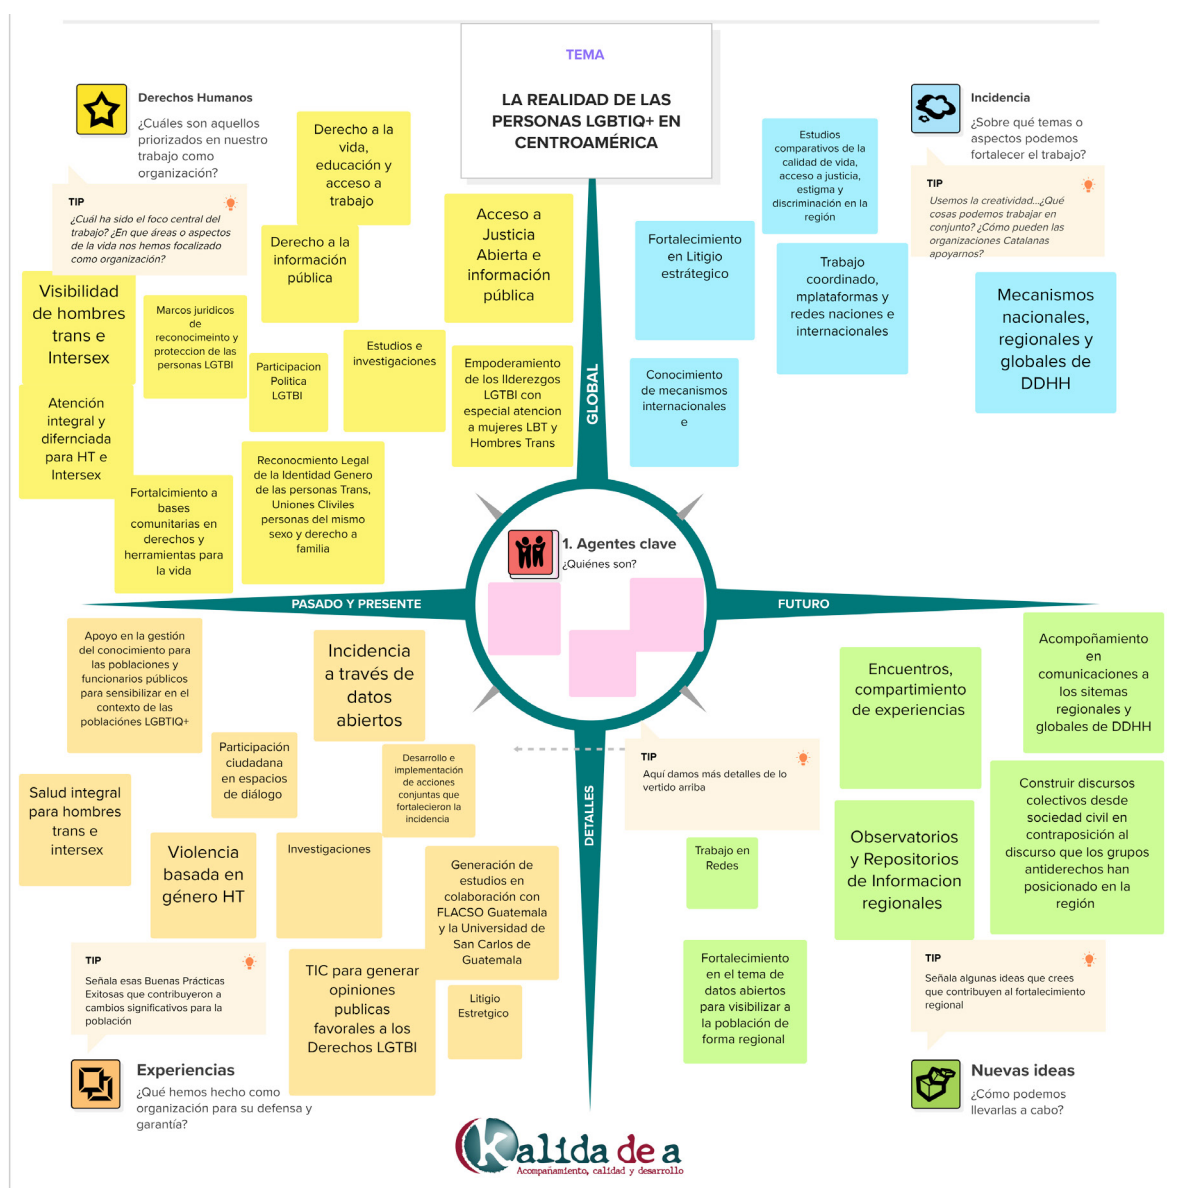 TEMA
LA REALIDAD DE LAS
PERSONAS LGBTIQ+ EN
CENTROAMÉRICA
Derechos Humanos
¿Cuáles son aquellos
priorizados en nuestro
trabajo como
organización?
TIP
¿Cuál ha sido el foco central del
trabajo? ¿En que áreas o aspectos
de la vida nos hemos focalizado
como organización?
Derecho a la
vida,
educación y
acceso a
trabajo
Derecho a la
información
pública
Acceso a
Justicia
Abierta e
información
pública
Visibilidad
de hombres
trans e
Intersex
Marcos juridicos
de
reconocimeinto y
proteccion de las
personas LGTBI
Participacion
Politica
LGTBI
Estudios e
investigaciones
Empoderamiento
de los lIderezgos
LGTBI con
especial atencion
a mujeres LBT y
Hombres Trans
Atención
integral y
difernciada
para HT e
Intersex
Fortalcimiento a
bases
comunitarias en
derechos y
herramientas para
la vida
Reconocmiento Legal
de la Identidad Genero
de las personas Trans,
Uniones Cliviles
personas del mismo
sexo y derecho a
familia
Incidencia
¿Sobre qué temas o
aspectos podemos
fortalecer el trabajo?
TIP
Usemos la creatividad...¿Qué
cosas podemos trabajar en
conjunto? ¿Cómo pueden las
organizaciones Catalanas
apoyarnos?
Estudios
comparativos de la
calidad de vida,
acceso a justicia,
estigma y
discriminación en la
región
Fortalecimiento
en Litigio
estrátegico
Trabajo
coordinado,
mplataformas y
redes naciones e
internacionales
Mecanismos
nacionales,
regionales y
globales de
DDHH
Conocimiento
de mecanismos
internacionales
e
GLOBAL
1. Agentes clave
¿Quiénes son?
PASADO Y PRESENTE
FUTURO
DETALLES
Apoyo en la gestión
del conocimiento para
las poblaciones y
funcionarios públicos
para sensibilizar en el
contexto de las
poblaciónes LGBTIQ+
Incidencia
a través de
datos
abiertos
Participación
ciudadana
en espacios
de diálogo
Desarrollo e
implementación
de acciones
conjuntas que
fortalecieron la
incidencia
Salud integral
para hombres
trans e
intersex
Violencia
basada en
género HT
Investigaciones
Generación de
estudios en
colaboración con
FLACSO Guatemala
y la Universidad de
San Carlos de
Guatemala
TIC para generar
opiniones
publicas
favorales a los
Derechos LGTBI
Litigio
Estretgico
TIP
Señala esas Buenas Prácticas
Exitosas que contribuyeron a
cambios significativos para la
población
Experiencias
¿Qué hemos hecho como
organización para su defensa y
garantía?
TIP
Aquí damos más detalles de lo
vertido arriba
Encuentros,
compartimiento
de experiencias
Acompoñamiento
en
comunicaciones a
los sitemas
regionales y
globales de DDHH
Trabajo en
Redes
Observatorios
y Repositorios
de Informacion
regionales
Construir discursos
colectivos desde
sociedad civil en
contraposición al
discurso que los grupos
antiderechos han
posicionado en la
región
Fortalecimiento
en el tema de
datos abiertos
para visibilizar a
la población de
forma regional
TIP
Señala algunas ideas que crees
que contribuyen al fortalecimiento
regional
Nuevas ideas
¿Cómo podemos
llevarlas a cabo?
Kalidadea
Acompañamiento, calidad y desarrollo